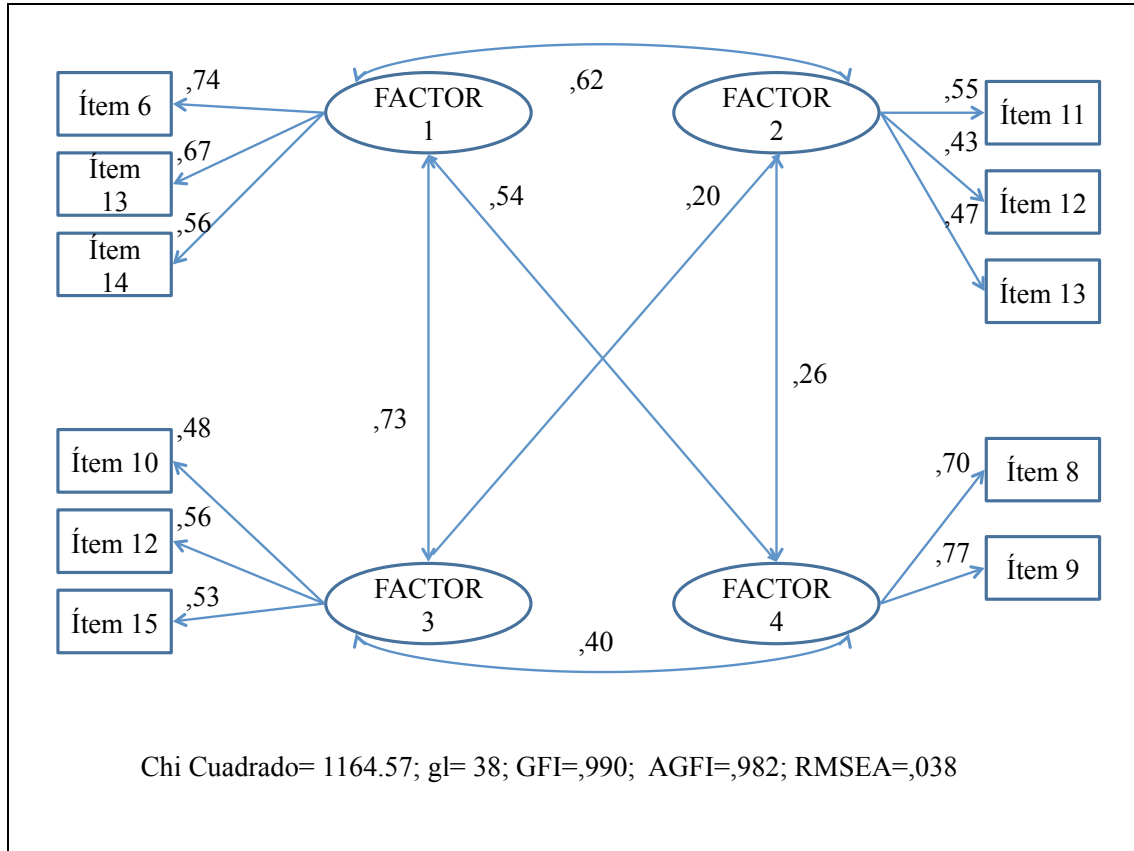 ,74
Ítem 6
,67
Ítem
13
,56
Ítem
14
FACTOR
1
,62
FACTOR
2
,55
Ítem 11
,43
Ítem 12
,47
Ítem 13
,54
,20
,73
,26
,48
Ítem 10
,56
Ítem 12
,53
Ítem 15
FACTOR
3
,40
FACTOR
4
,70
Ítem 8
,77
Ítem 9
Chi Cuadrado= 1164.57; gl= 38; GFI=,990; AGFI=,982; RMSEA=,038